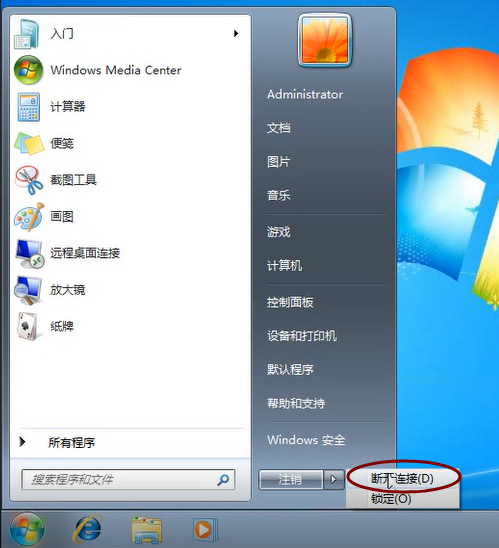 入门
Windows Media Center
计算器
便笺
截图工具
画图
远程桌面连接
放大镜
纸牌
所有程序
搜索程序和文件
Administrator
文档
图片
音乐
游戏
计算机
控制面板
设备和打印机
默认程序
帮助和支持
Windows 安全
注销
断开连接(D)
锁定(O)